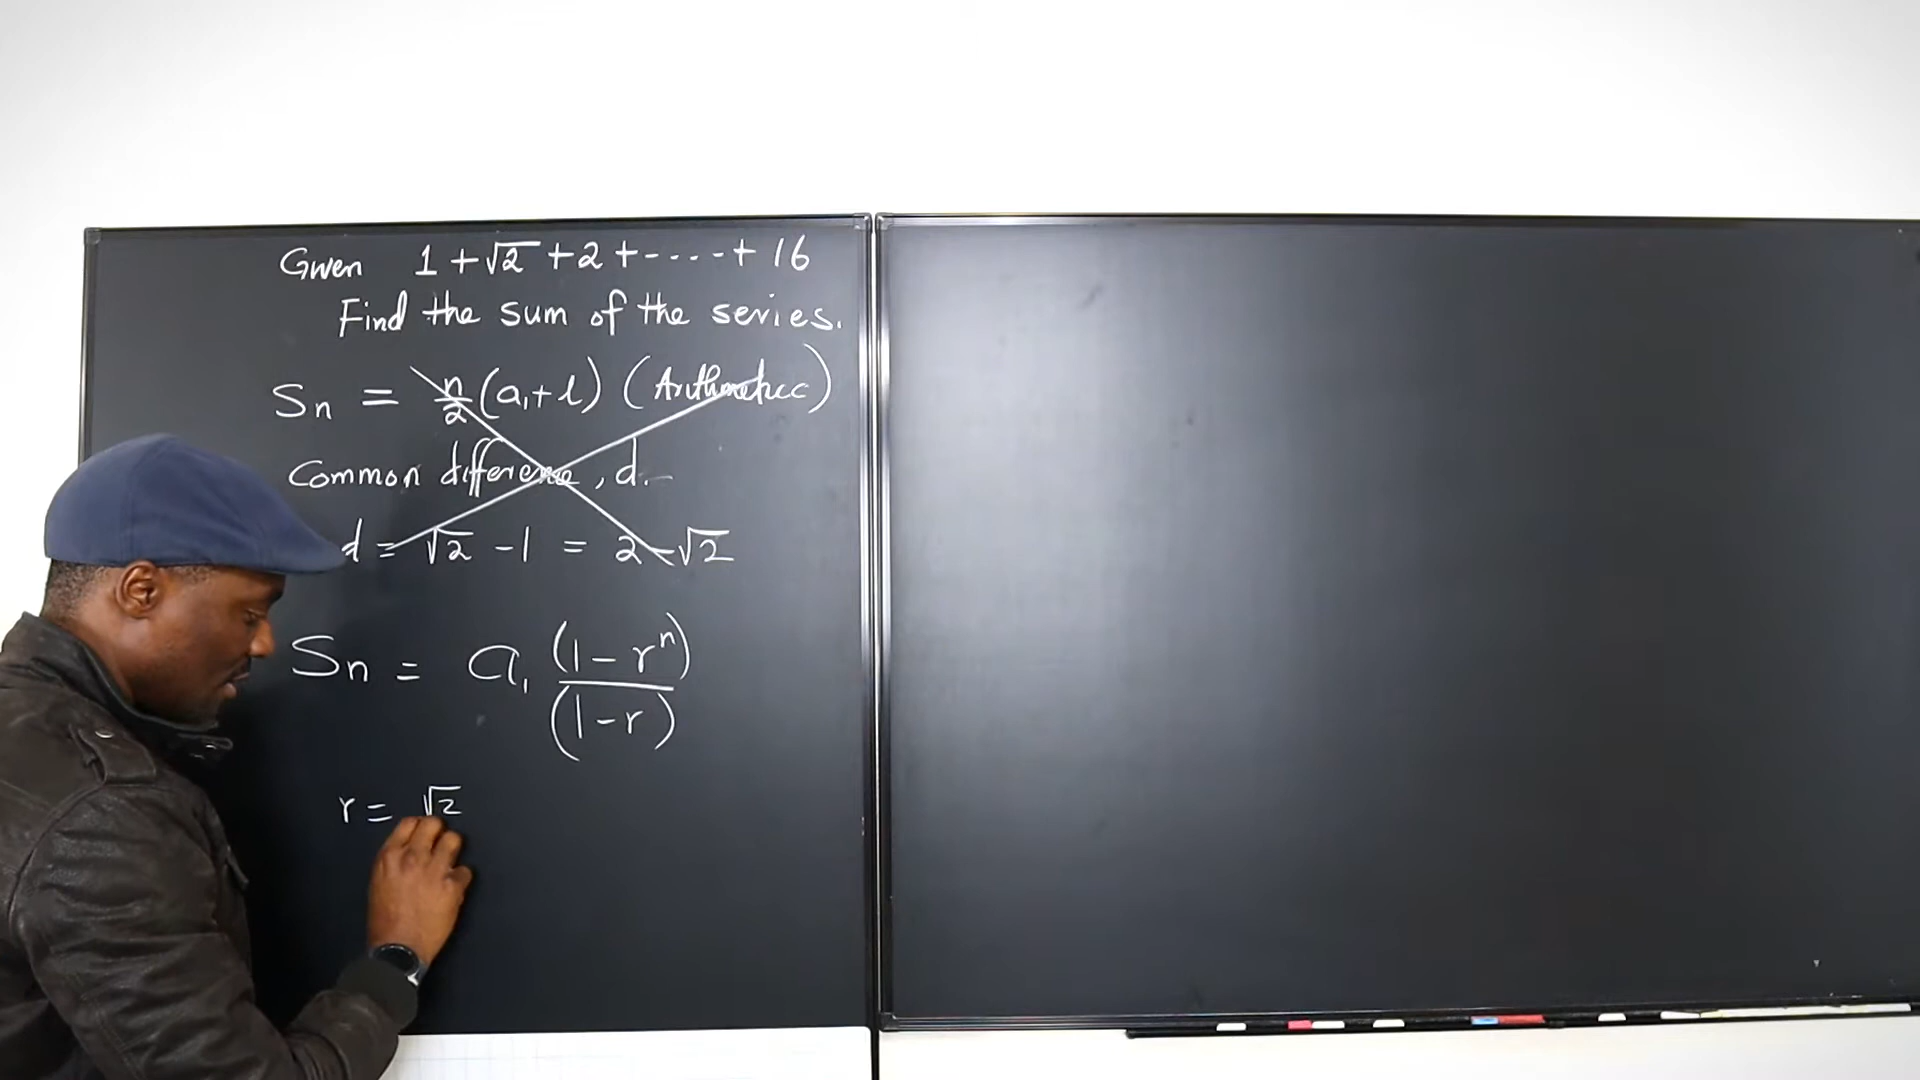 Given 1 + √2 + 2 + - - - - + 16
Find the sum of the series.
Sn = n/2 (a₁ + l) (Arithmetic)
Common difference, d.
d = √2 - 1 = 2 - √2
Sn = a₁ (1 - rⁿ)/(1 - r)
r = √2